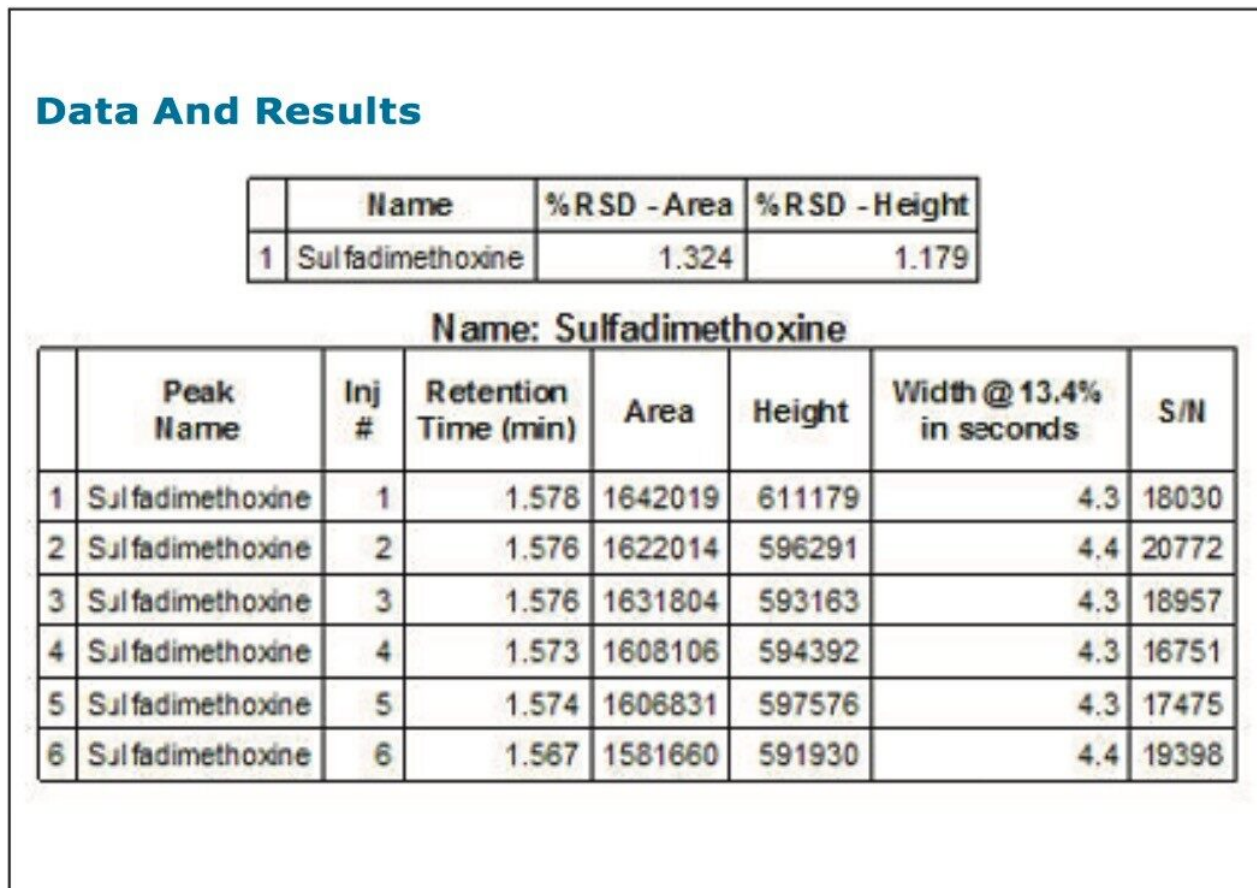 Data And Results
Name %RSD - Area %RSD - Height
1 Sulfadimethoxine 1.324 1.179
Name: Sulfadimethoxine
Peak Name Inj # Retention Time (min) Area Height Width @ 13.4% in seconds S/N
1 Sulfadimethoxine 1 1.578 1642019 611179 4.3 18030
2 Sulfadimethoxine 2 1.576 1622014 596291 4.4 20772
3 Sulfadimethoxine 3 1.576 1631804 593163 4.3 18957
4 Sulfadimethoxine 4 1.573 1608106 594392 4.3 16751
5 Sulfadimethoxine 5 1.574 1606831 597576 4.3 17475
6 Sulfadimethoxine 6 1.567 1581660 591930 4.4 19398